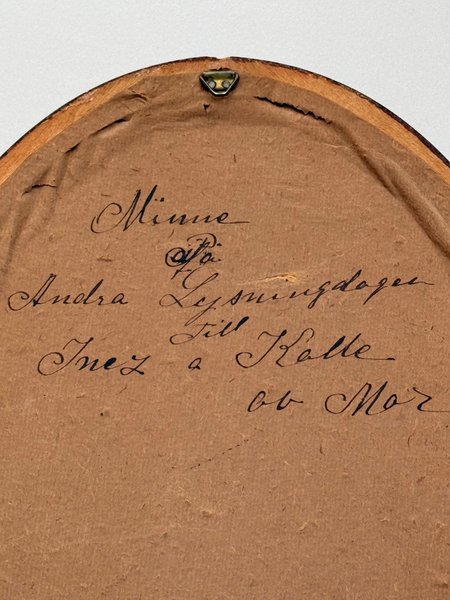 Minne
på
Andra Lysningdagen
Till
Inez a Kalle
av Mor